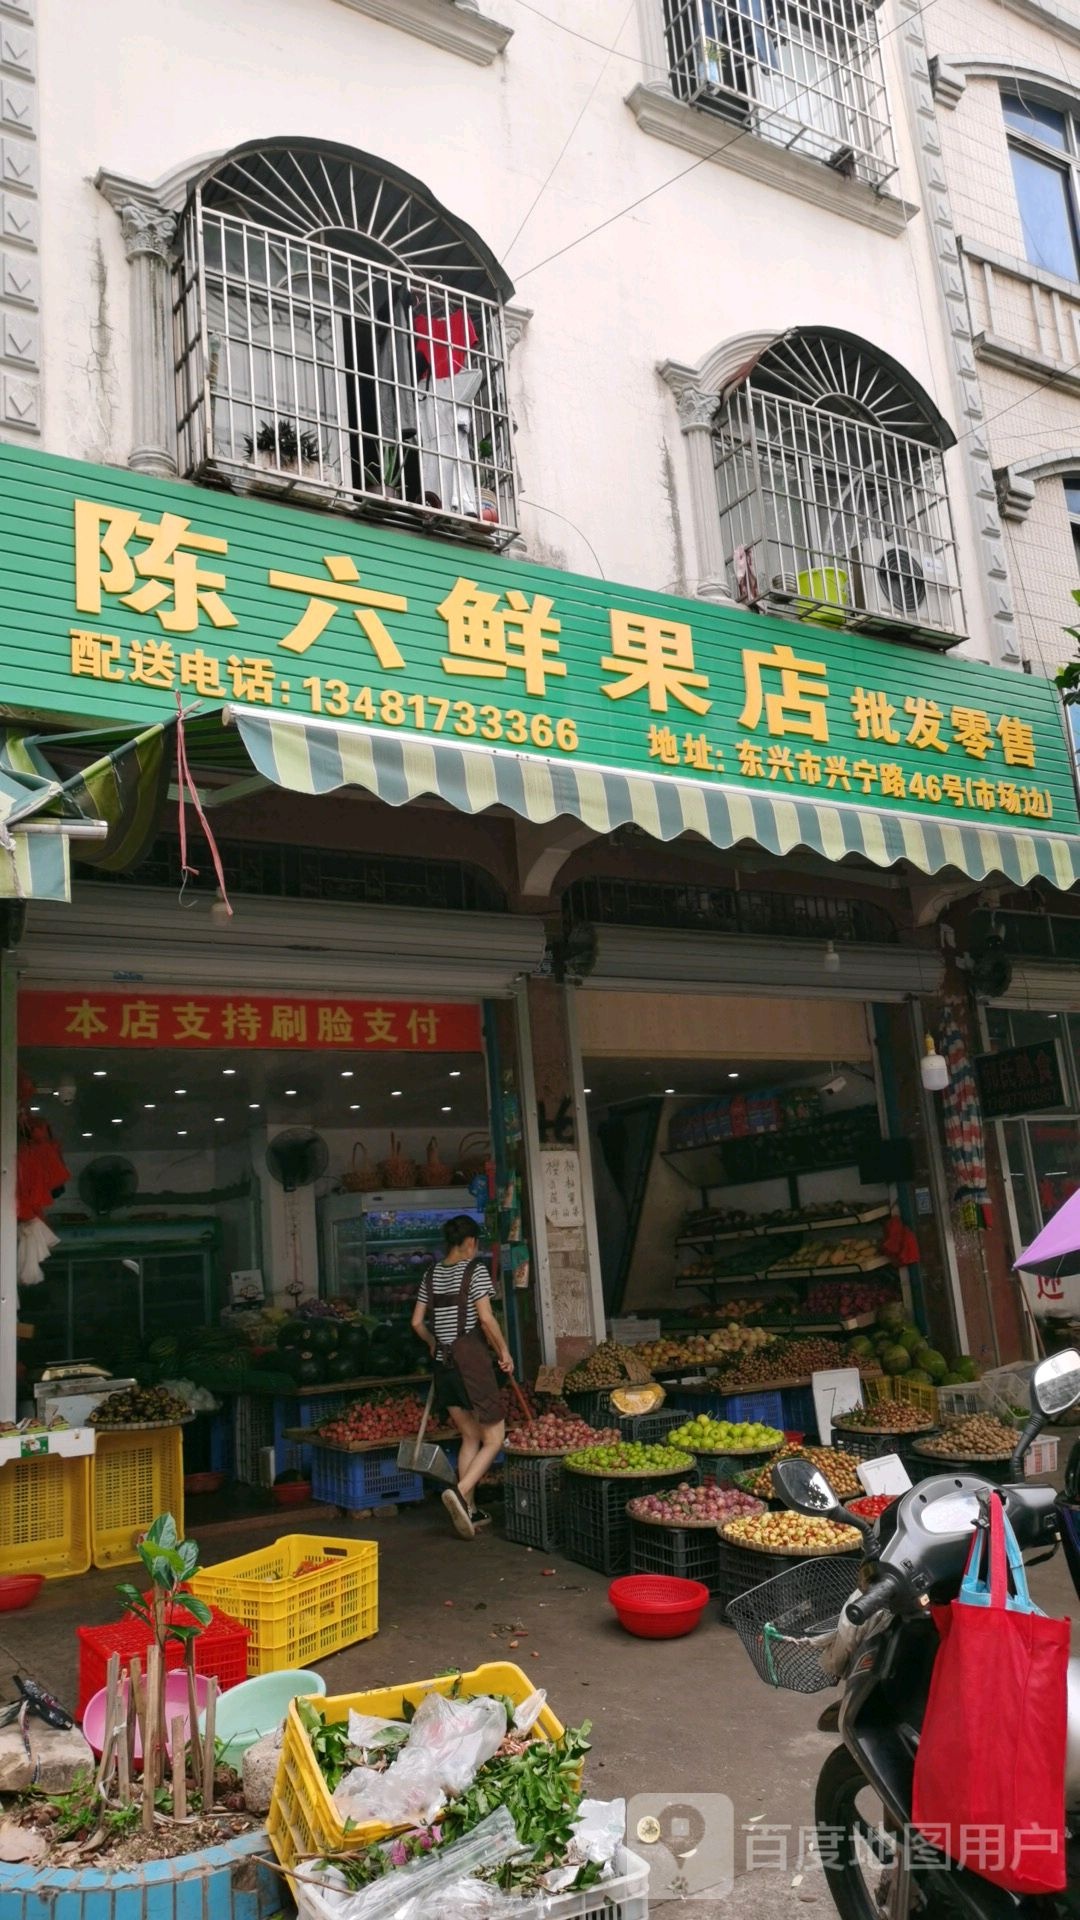 陈六鲜果店 批发零售
配送电话:13481733366
地址:东兴市兴宁路46号(市场边)
本店支持刷脸支付
百度地图用户